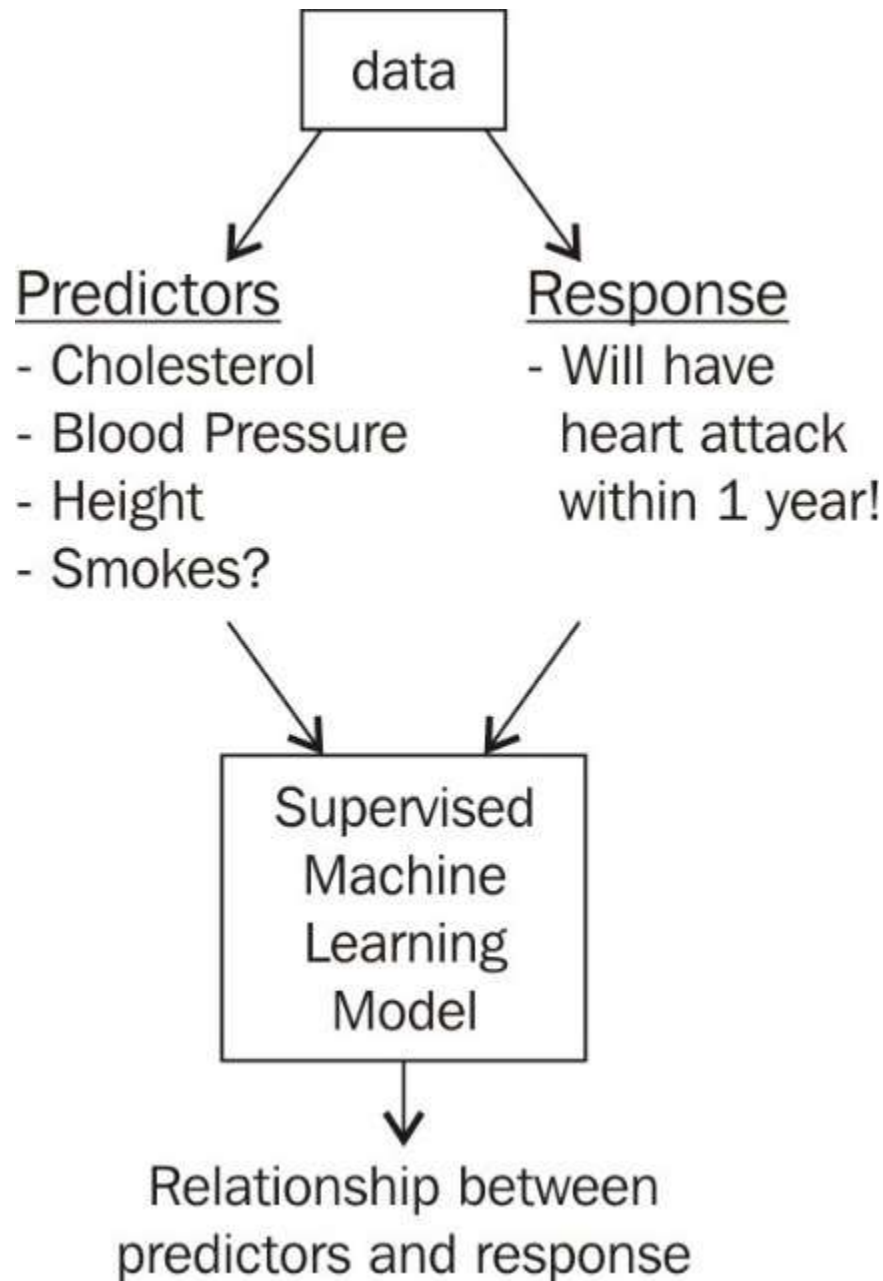 data
Predictors
- Cholesterol
- Blood Pressure
- Height
- Smokes?
Response
- Will have
heart attack
within 1 year!
Supervised
Machine
Learning
Model
Relationship between
predictors and response